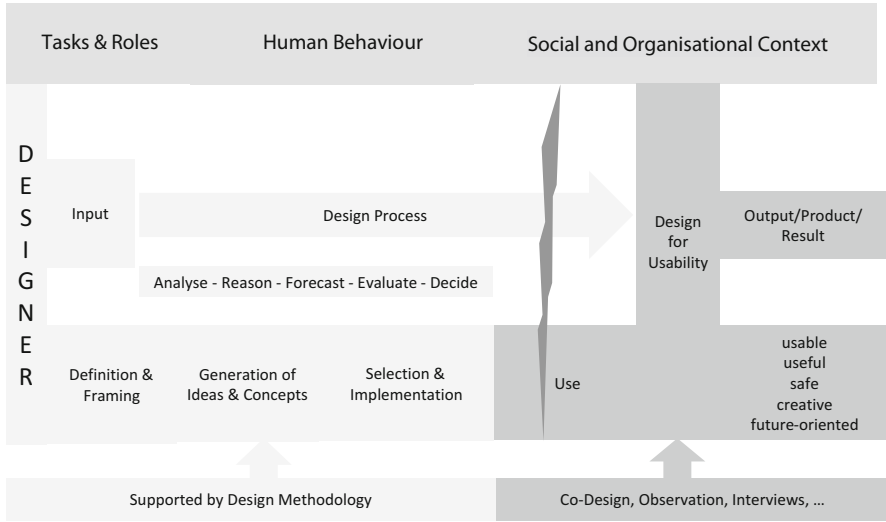 Tasks & Roles
Human Behaviour
Social and Organisational Context
DESIGNER
Input
Design Process
Design
for
Usability
Output/Product/
Result
Analyse - Reason - Forecast - Evaluate - Decide
Definition &
Framing
Generation of
Ideas & Concepts
Selection &
Implementation
Use
usable
useful
safe
creative
future-oriented
Supported by Design Methodology
Co-Design, Observation, Interviews, ...